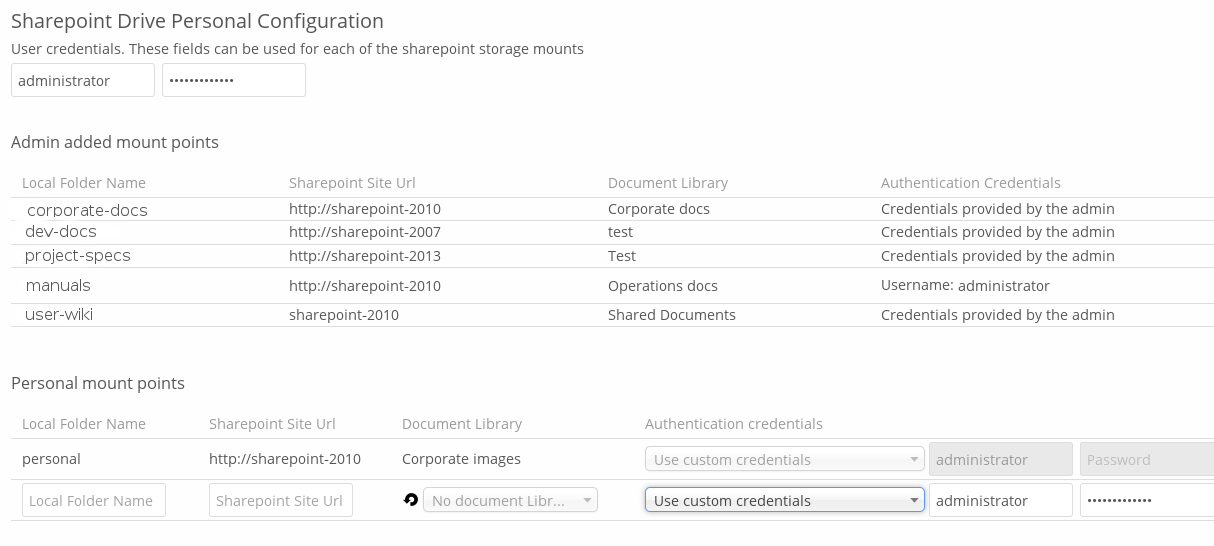 Sharepoint Drive Personal Configuration
User credentials. These fields can be used for each of the sharepoint storage mounts
administrator •••••••••••••
Admin added mount points
Local Folder Name Sharepoint Site Url Document Library Authentication Credentials
corporate-docs http://sharepoint-2010 Corporate docs Credentials provided by the admin
dev-docs http://sharepoint-2007 test Credentials provided by the admin
project-specs http://sharepoint-2013 Test Credentials provided by the admin
manuals http://sharepoint-2010 Operations docs Username: administrator
user-wiki sharepoint-2010 Shared Documents Credentials provided by the admin
Personal mount points
Local Folder Name Sharepoint Site Url Document Library Authentication credentials
personal http://sharepoint-2010 Corporate images Use custom credentials administrator Password
Local Folder Name Sharepoint Site Url No document Libr... Use custom credentials administrator •••••••••••••